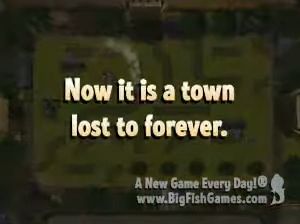 Now it is a town
lost to forever.
A New Game Every Day!®
www.BigFishGames.com